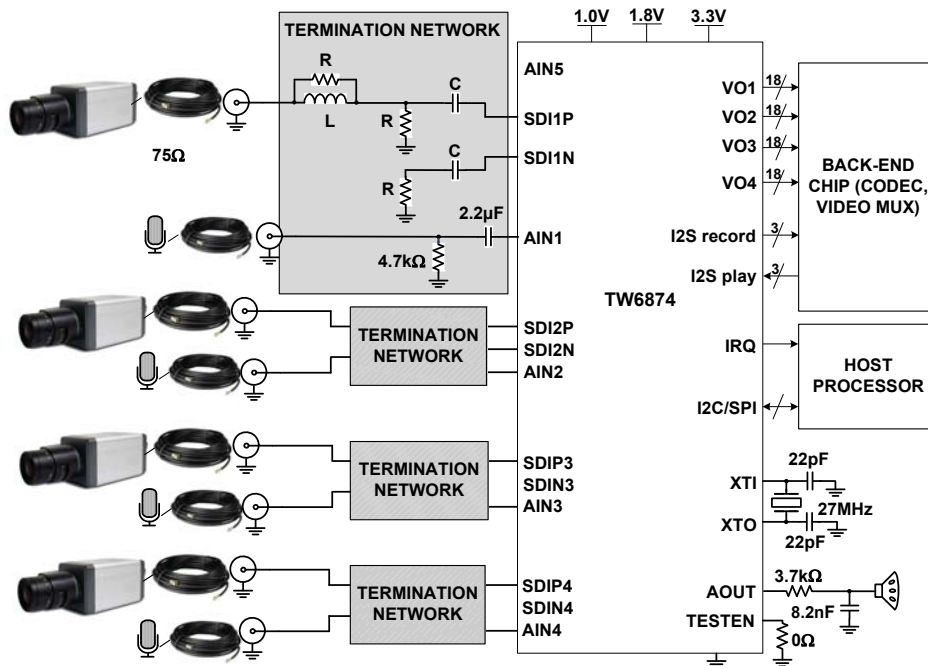 1.0V
1.8V
3.3V
TERMINATION NETWORK
R
L
R
C
C
R
75Ω
2.2µF
4.7kΩ
AIN5
SDI1P
SDI1N
AIN1
TERMINATION
NETWORK
SDI2P
SDI2N
AIN2
TERMINATION
NETWORK
SDIP3
SDIN3
AIN3
TERMINATION
NETWORK
SDIP4
SDIN4
AIN4
TW6874
VO1
18
VO2
18
VO3
18
VO4
18
I2S record
3
I2S play
3
BACK-END
CHIP (CODEC,
VIDEO MUX)
IRQ
I2C/SPI
HOST
PROCESSOR
XTI
22pF
27MHz
XTO
22pF
AOUT
3.7kΩ
8.2nF
TESTEN
0Ω